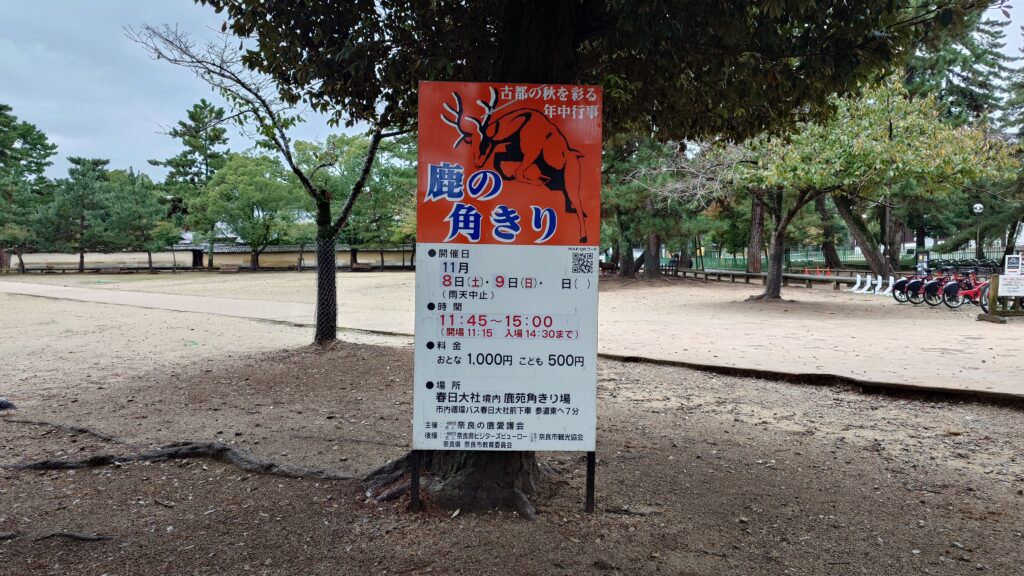 古都の秋を彩る
年中行事
鹿の
角きり
MAP・QRコード
●開催日
11月
8日(土)・9日(日)・　日( )
(雨天中止)
●時間
11:45～15:00
(開場11:15　入場14:30まで)
●料金
おとな 1,000円 こども 500円
●場所
春日大社 境内 鹿苑角きり場
市内循環バス春日大社前下車 参道東へ7分
主催: 奈良の鹿愛護会
後援: 奈良県ビジターズビューロー 奈良市観光協会
奈良県 奈良市教育委員会